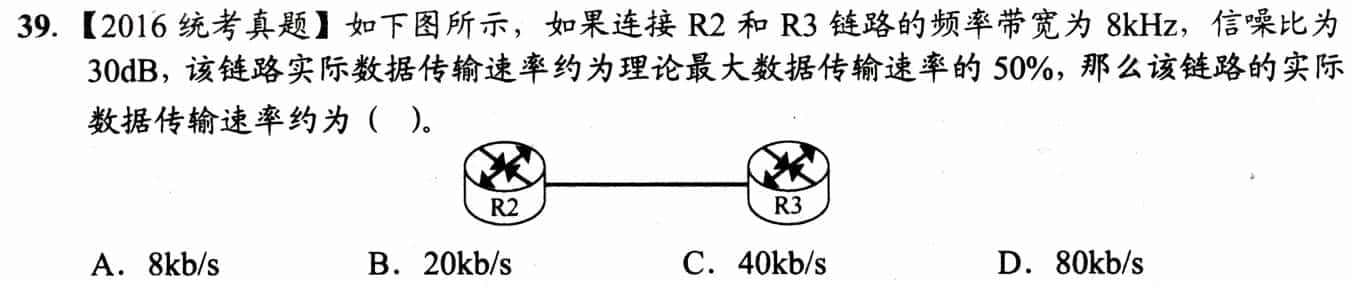 39. 【2016 统考真题】如下图所示，如果连接 R2 和 R3 链路的频率带宽为 8kHz，信噪比为
30dB，该链路实际数据传输速率约为理论最大数据传输速率的 50%，那么该链路的实际
数据传输速率约为（ ）。
R2 R3
A. 8kb/s B. 20kb/s C. 40kb/s D. 80kb/s